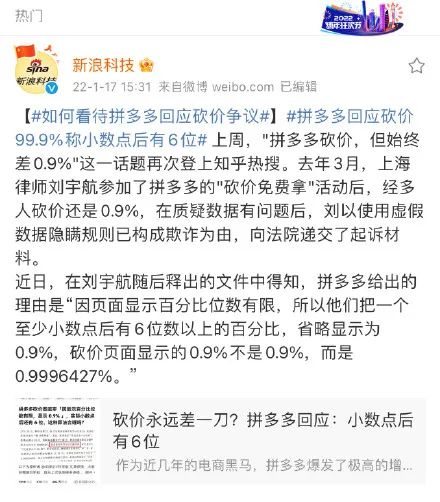 热门
2022
新浪科技
22-1-17 15:31 来自微博 weibo.com 已编辑
【#如何看待拼多多回应砍价争议#】#拼多多回应砍价
99.9%称小数点后有6位# 上周，"拼多多砍价，但始终
差0.9%"这一话题再次登上知乎热搜。去年3月，上海
律师刘宇航参加了拼多多的"砍价免费拿"活动后，经多
人砍价还是0.9%，在质疑数据有问题后，刘以使用虚假
数据隐瞒规则已构成欺诈为由，向法院递交了起诉材
料。
近日，在刘宇航随后释出的文件中得知，拼多多给出的
理由是“因页面显示百分比位数有限，所以他们把一个
至少小数点后有6位数以上的百分比，省略显示为
0.9%，砍价页面显示的0.9%不是0.9%，而是
0.9996427%。”
砍价永远差一刀？拼多多回应：小数点后
有6位
作为近几年的电商黑马，拼多多爆发了极高的增...
sina
新浪科技